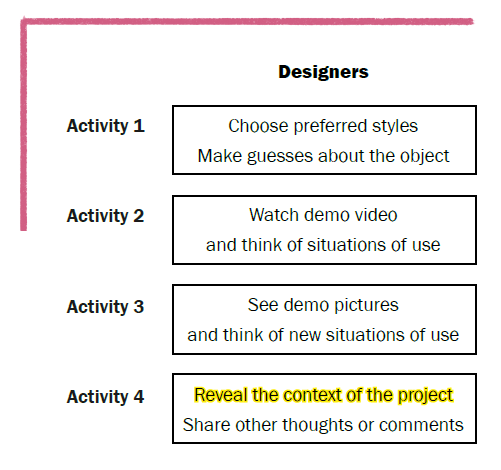 Designers
Activity 1
Choose preferred styles
Make guesses about the object
Activity 2
Watch demo video
and think of situations of use
Activity 3
See demo pictures
and think of new situations of use
Activity 4
Reveal the context of the project
Share other thoughts or comments